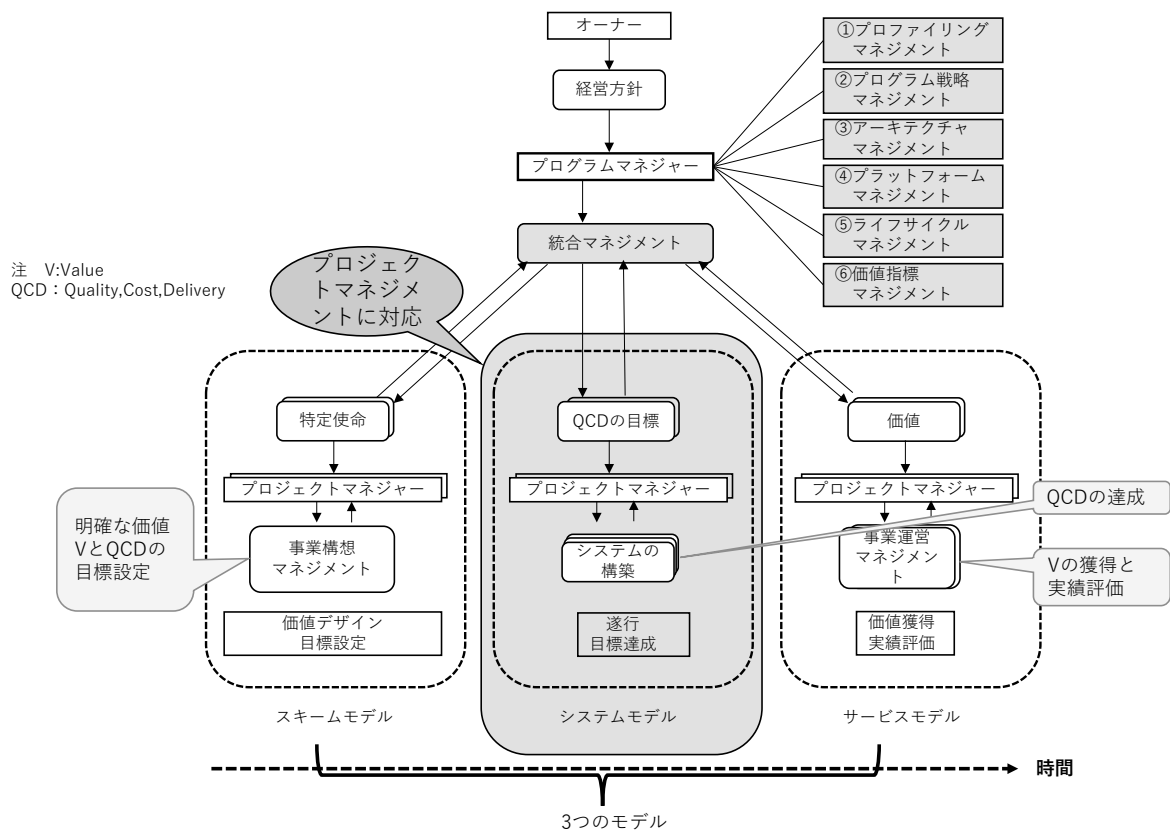 オーナー
経営方針
プログラムマネジャー
統合マネジメント
①プロファイリング
マネジメント
②プログラム戦略
マネジメント
③アーキテクチャ
マネジメント
④プラットフォーム
マネジメント
⑤ライフサイクル
マネジメント
⑥価値指標
マネジメント
注　V:Value
QCD：Quality,Cost,Delivery
プロジェク
トマネジメ
ントに対応
特定使命
プロジェクトマネジャー
事業構想
マネジメント
明確な価値
VとQCDの
目標設定
価値デザイン
目標設定
スキームモデル
QCDの目標
プロジェクトマネジャー
システムの
構築
遂行
目標達成
システムモデル
価値
プロジェクトマネジャー
事業運営
マネジメン
ト
QCDの達成
Vの獲得と
実績評価
価値獲得
実績評価
サービスモデル
時間
3つのモデル